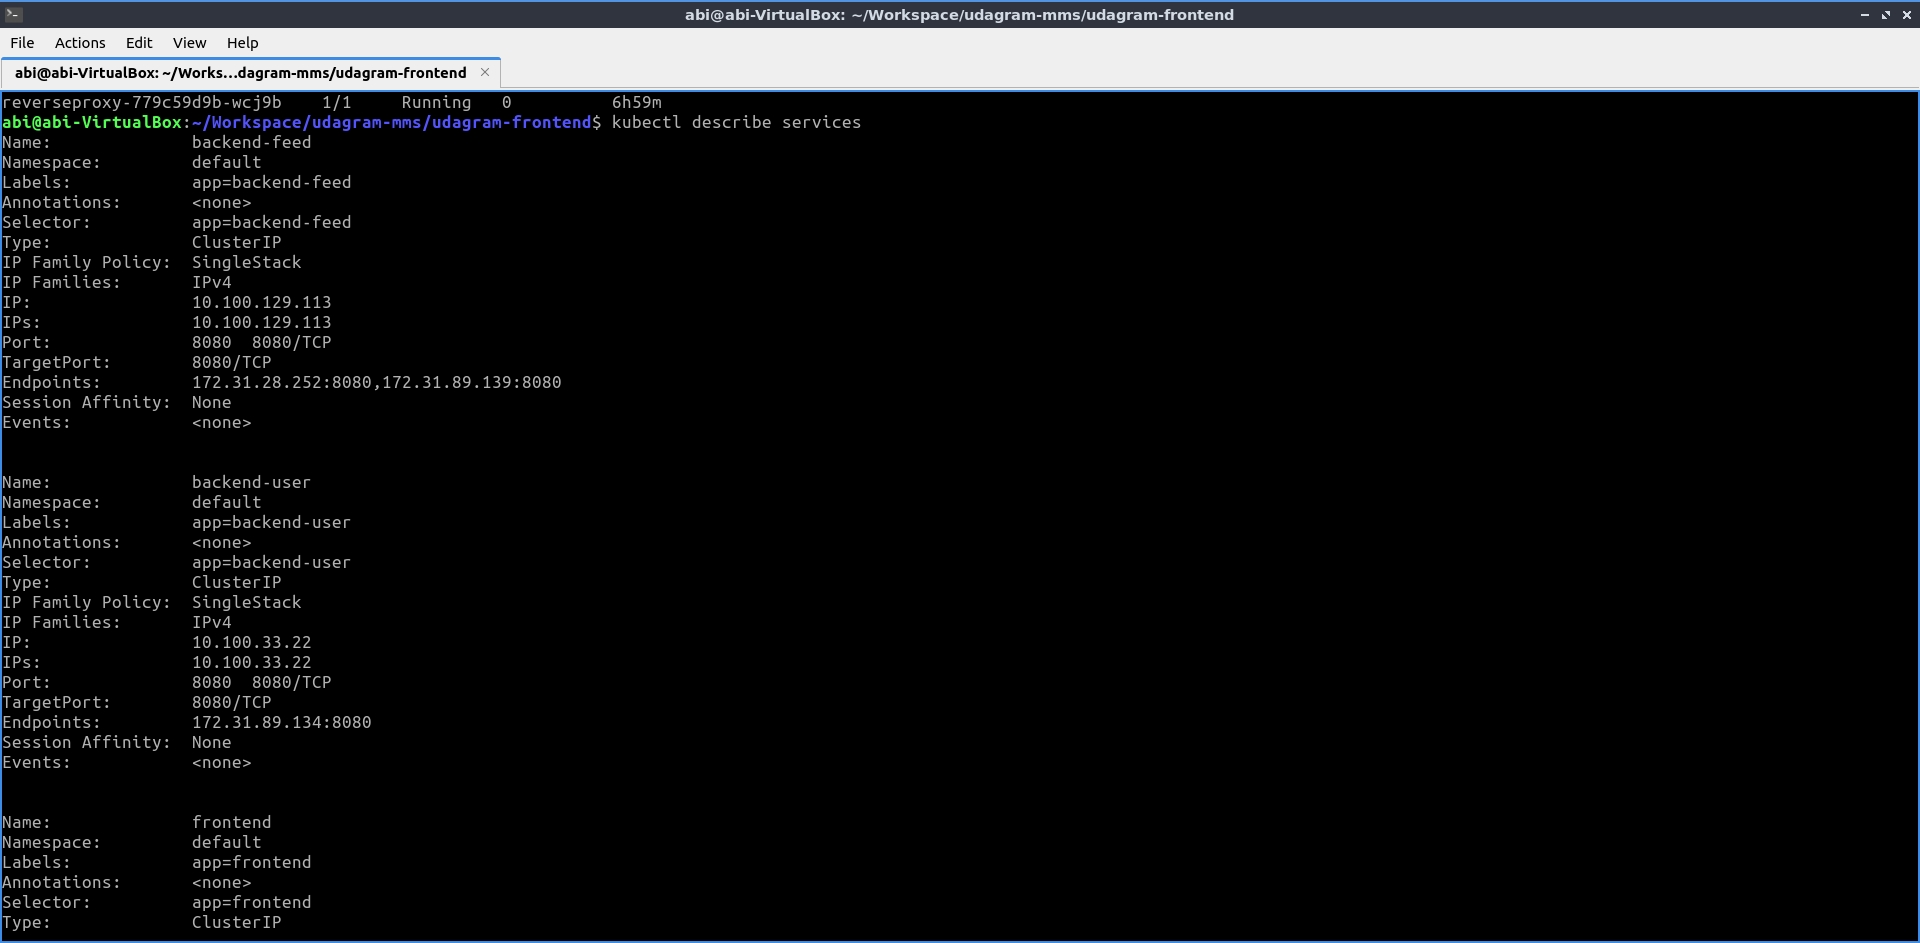 abi@abi-VirtualBox: ~/Workspace/udagram-mms/udagram-frontend
File Actions Edit View Help
abi@abi-VirtualBox: ~/Works...dagram-mms/udagram-frontend
reverseproxy-779c59d9b-wcj9b    1/1     Running   0          6h59m
abi@abi-VirtualBox:~/Workspace/udagram-mms/udagram-frontend$ kubectl describe services
Name:              backend-feed
Namespace:         default
Labels:            app=backend-feed
Annotations:       <none>
Selector:          app=backend-feed
Type:              ClusterIP
IP Family Policy:  SingleStack
IP Families:       IPv4
IP:                10.100.129.113
IPs:               10.100.129.113
Port:              8080  8080/TCP
TargetPort:        8080/TCP
Endpoints:         172.31.28.252:8080,172.31.89.139:8080
Session Affinity:  None
Events:            <none>
Name:              backend-user
Namespace:         default
Labels:            app=backend-user
Annotations:       <none>
Selector:          app=backend-user
Type:              ClusterIP
IP Family Policy:  SingleStack
IP Families:       IPv4
IP:                10.100.33.22
IPs:               10.100.33.22
Port:              8080  8080/TCP
TargetPort:        8080/TCP
Endpoints:         172.31.89.134:8080
Session Affinity:  None
Events:            <none>
Name:              frontend
Namespace:         default
Labels:            app=frontend
Annotations:       <none>
Selector:          app=frontend
Type:              ClusterIP